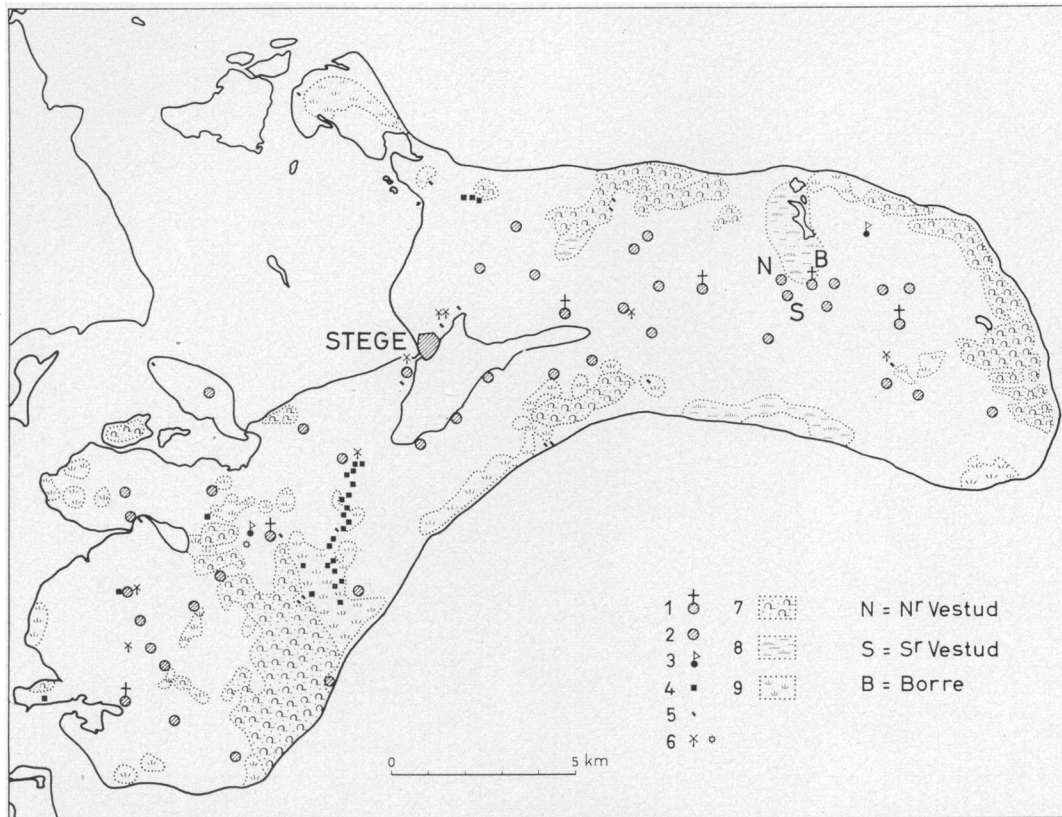 N
B
S
STEGE
1
2
3
4
5
6
7
8
9
N = Nr Vestud
S = Sr Vestud
B = Borre
0 5 km